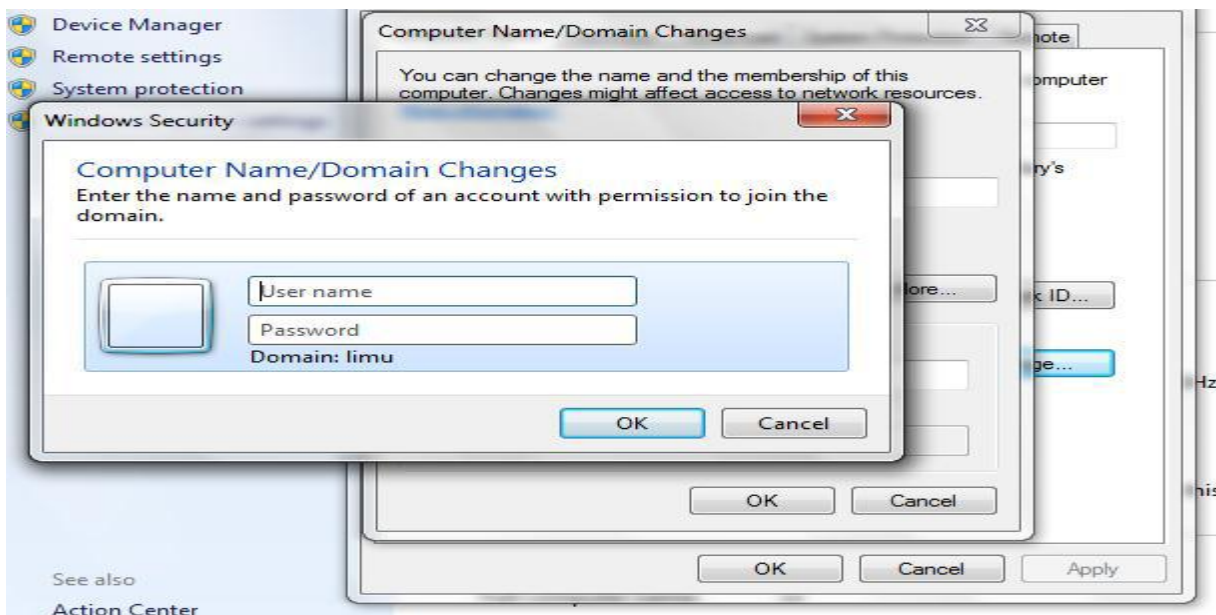 Device Manager
Remote settings
System protection
Computer Name/Domain Changes
You can change the name and the membership of this
computer. Changes might affect access to network resources.
Windows Security
Computer Name/Domain Changes
Enter the name and password of an account with permission to join the
domain.
User name
Password
Domain: limu
OK
Cancel
ID...
OK
Cancel
OK
Cancel
Apply
See also
Action Center